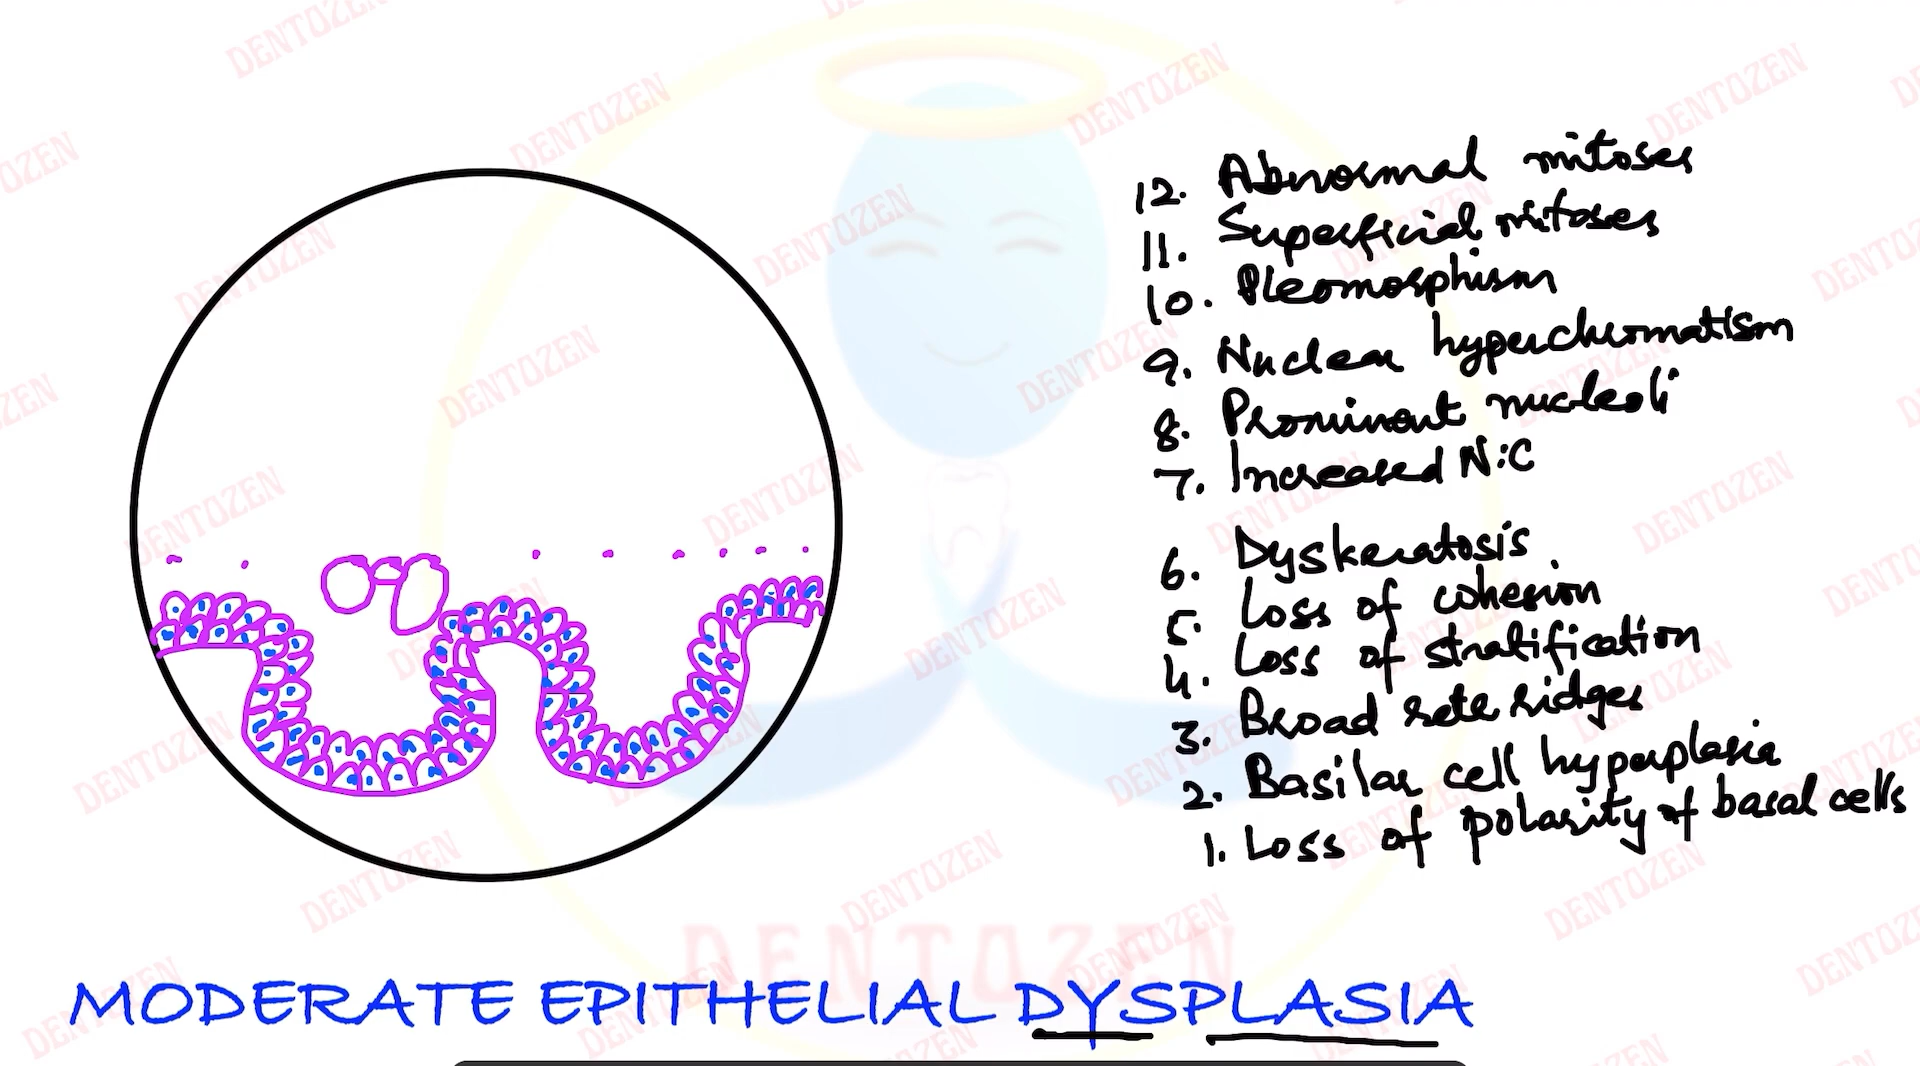 12. Abnormal mitoses
11. Superficial mitoses
10. Pleomorphism
9. Nuclear hyperchromatism
8. Prominent nucleoli
7. Increased N:C
6. Dyskeratosis
5. Loss of cohesion
4. Loss of stratification
3. Broad rete ridges
2. Basilar cell hyperplasia
1. Loss of polarity of basal cells
DENTOZEN
MODERATE EPITHELIAL DYSPLASIA